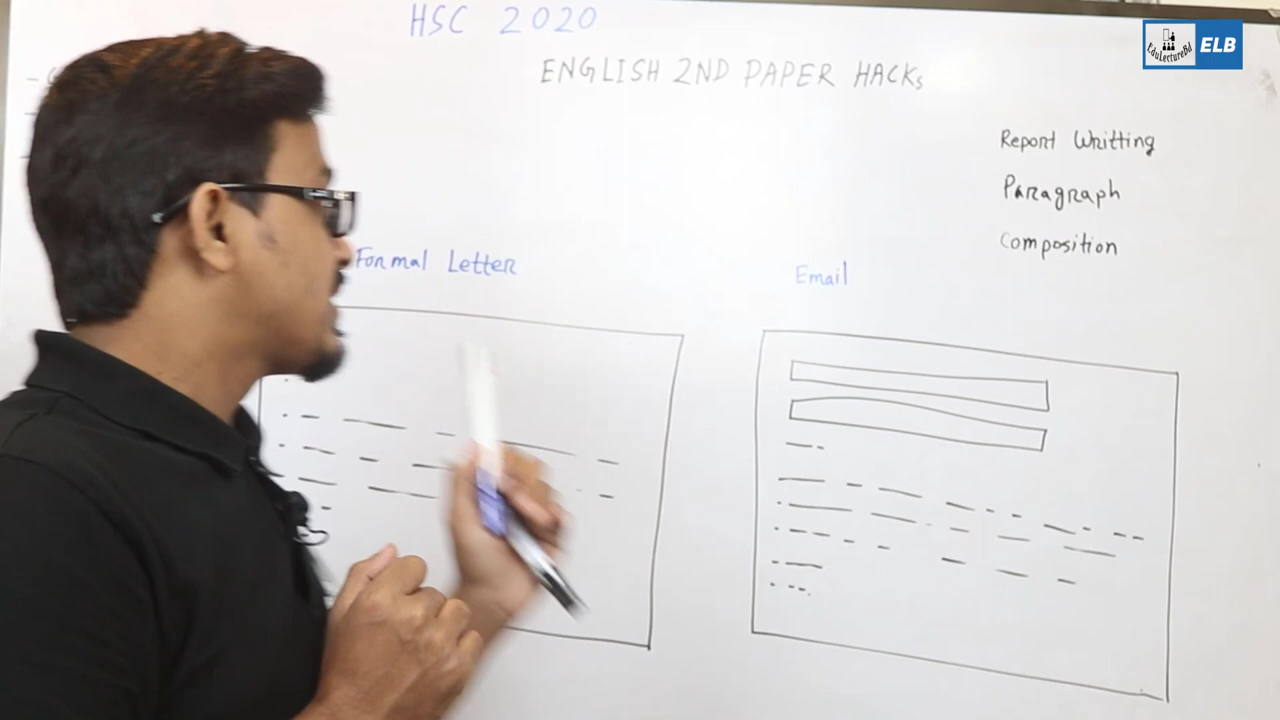 HSC 2020
ENGLISH 2ND PAPER HACKs
EduLectureBd
ELB
Report Writting
Paragraph
Composition
Formal Letter
Email